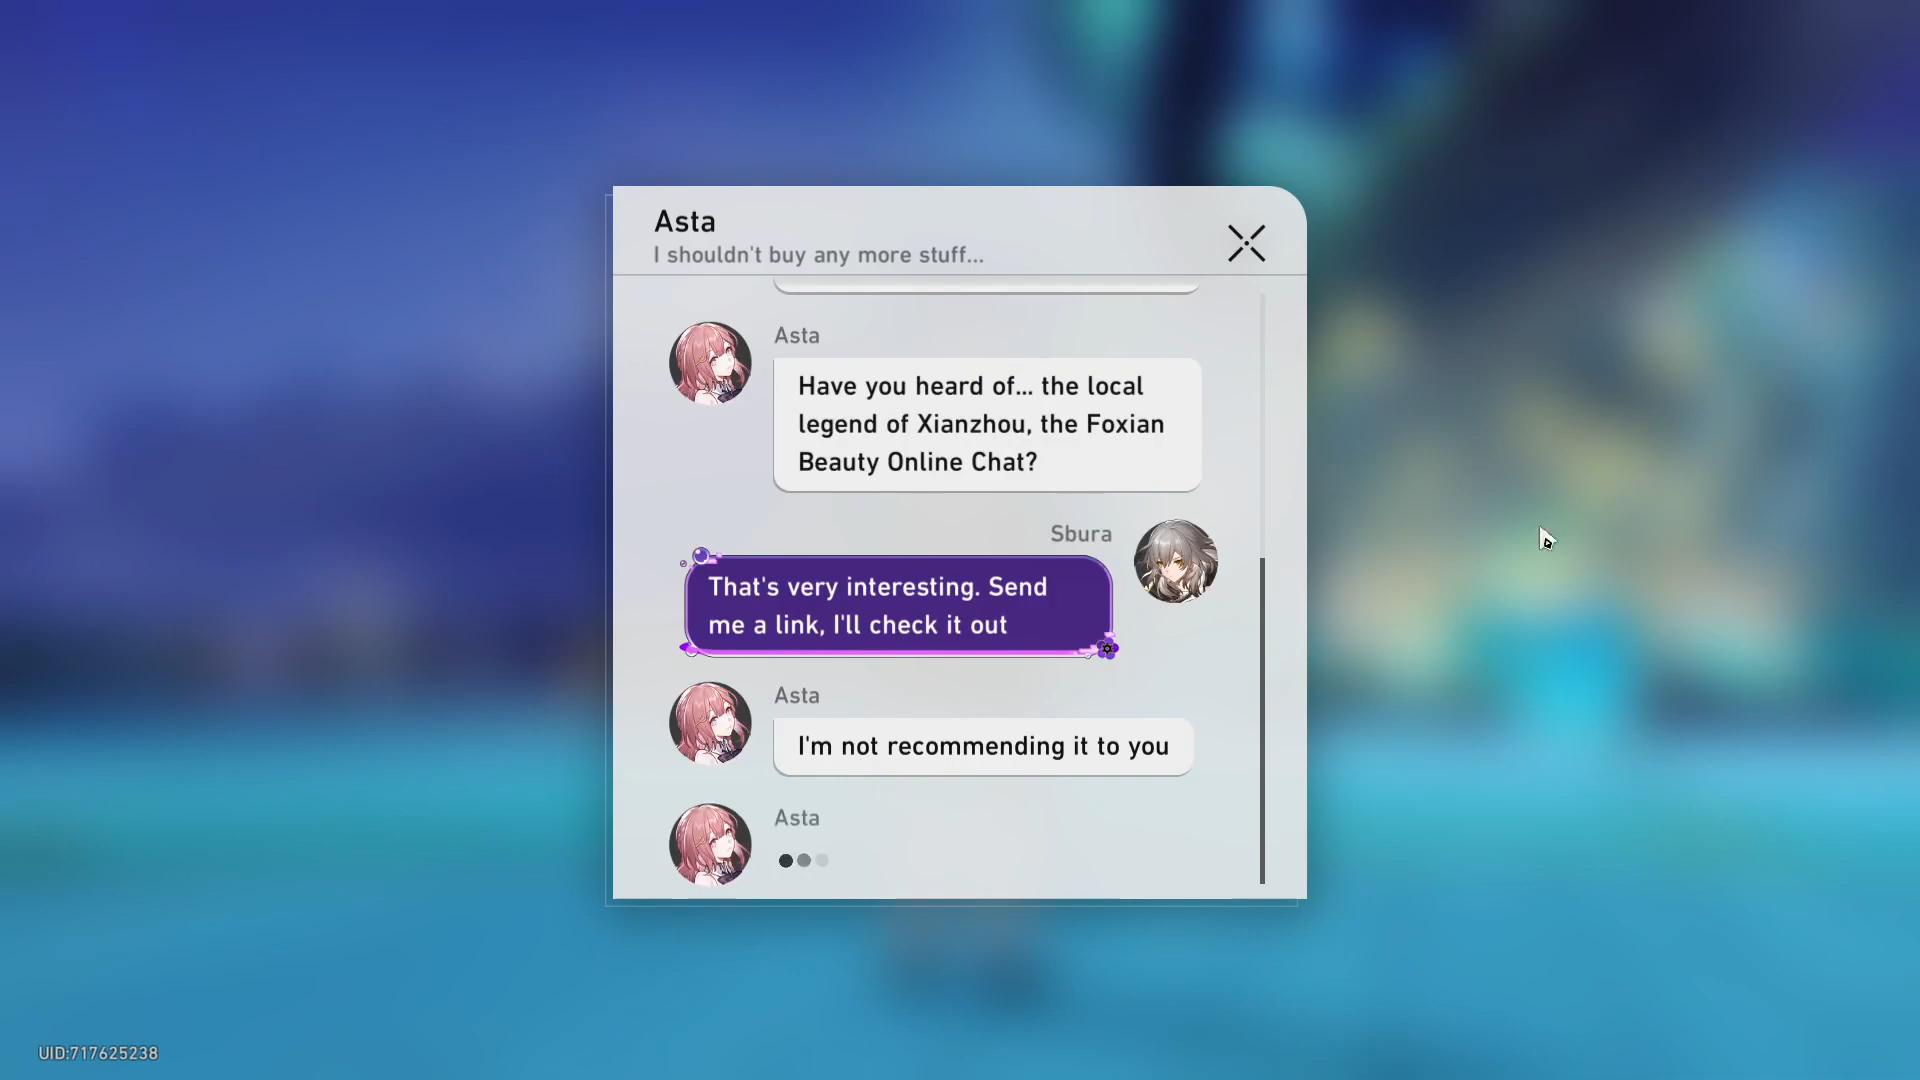 Asta
I shouldn't buy any more stuff...
Asta
Have you heard of... the local
legend of Xianzhou, the Foxian
Beauty Online Chat?
Sbura
That's very interesting. Send
me a link, I'll check it out
Asta
I'm not recommending it to you
Asta
UID:717625238